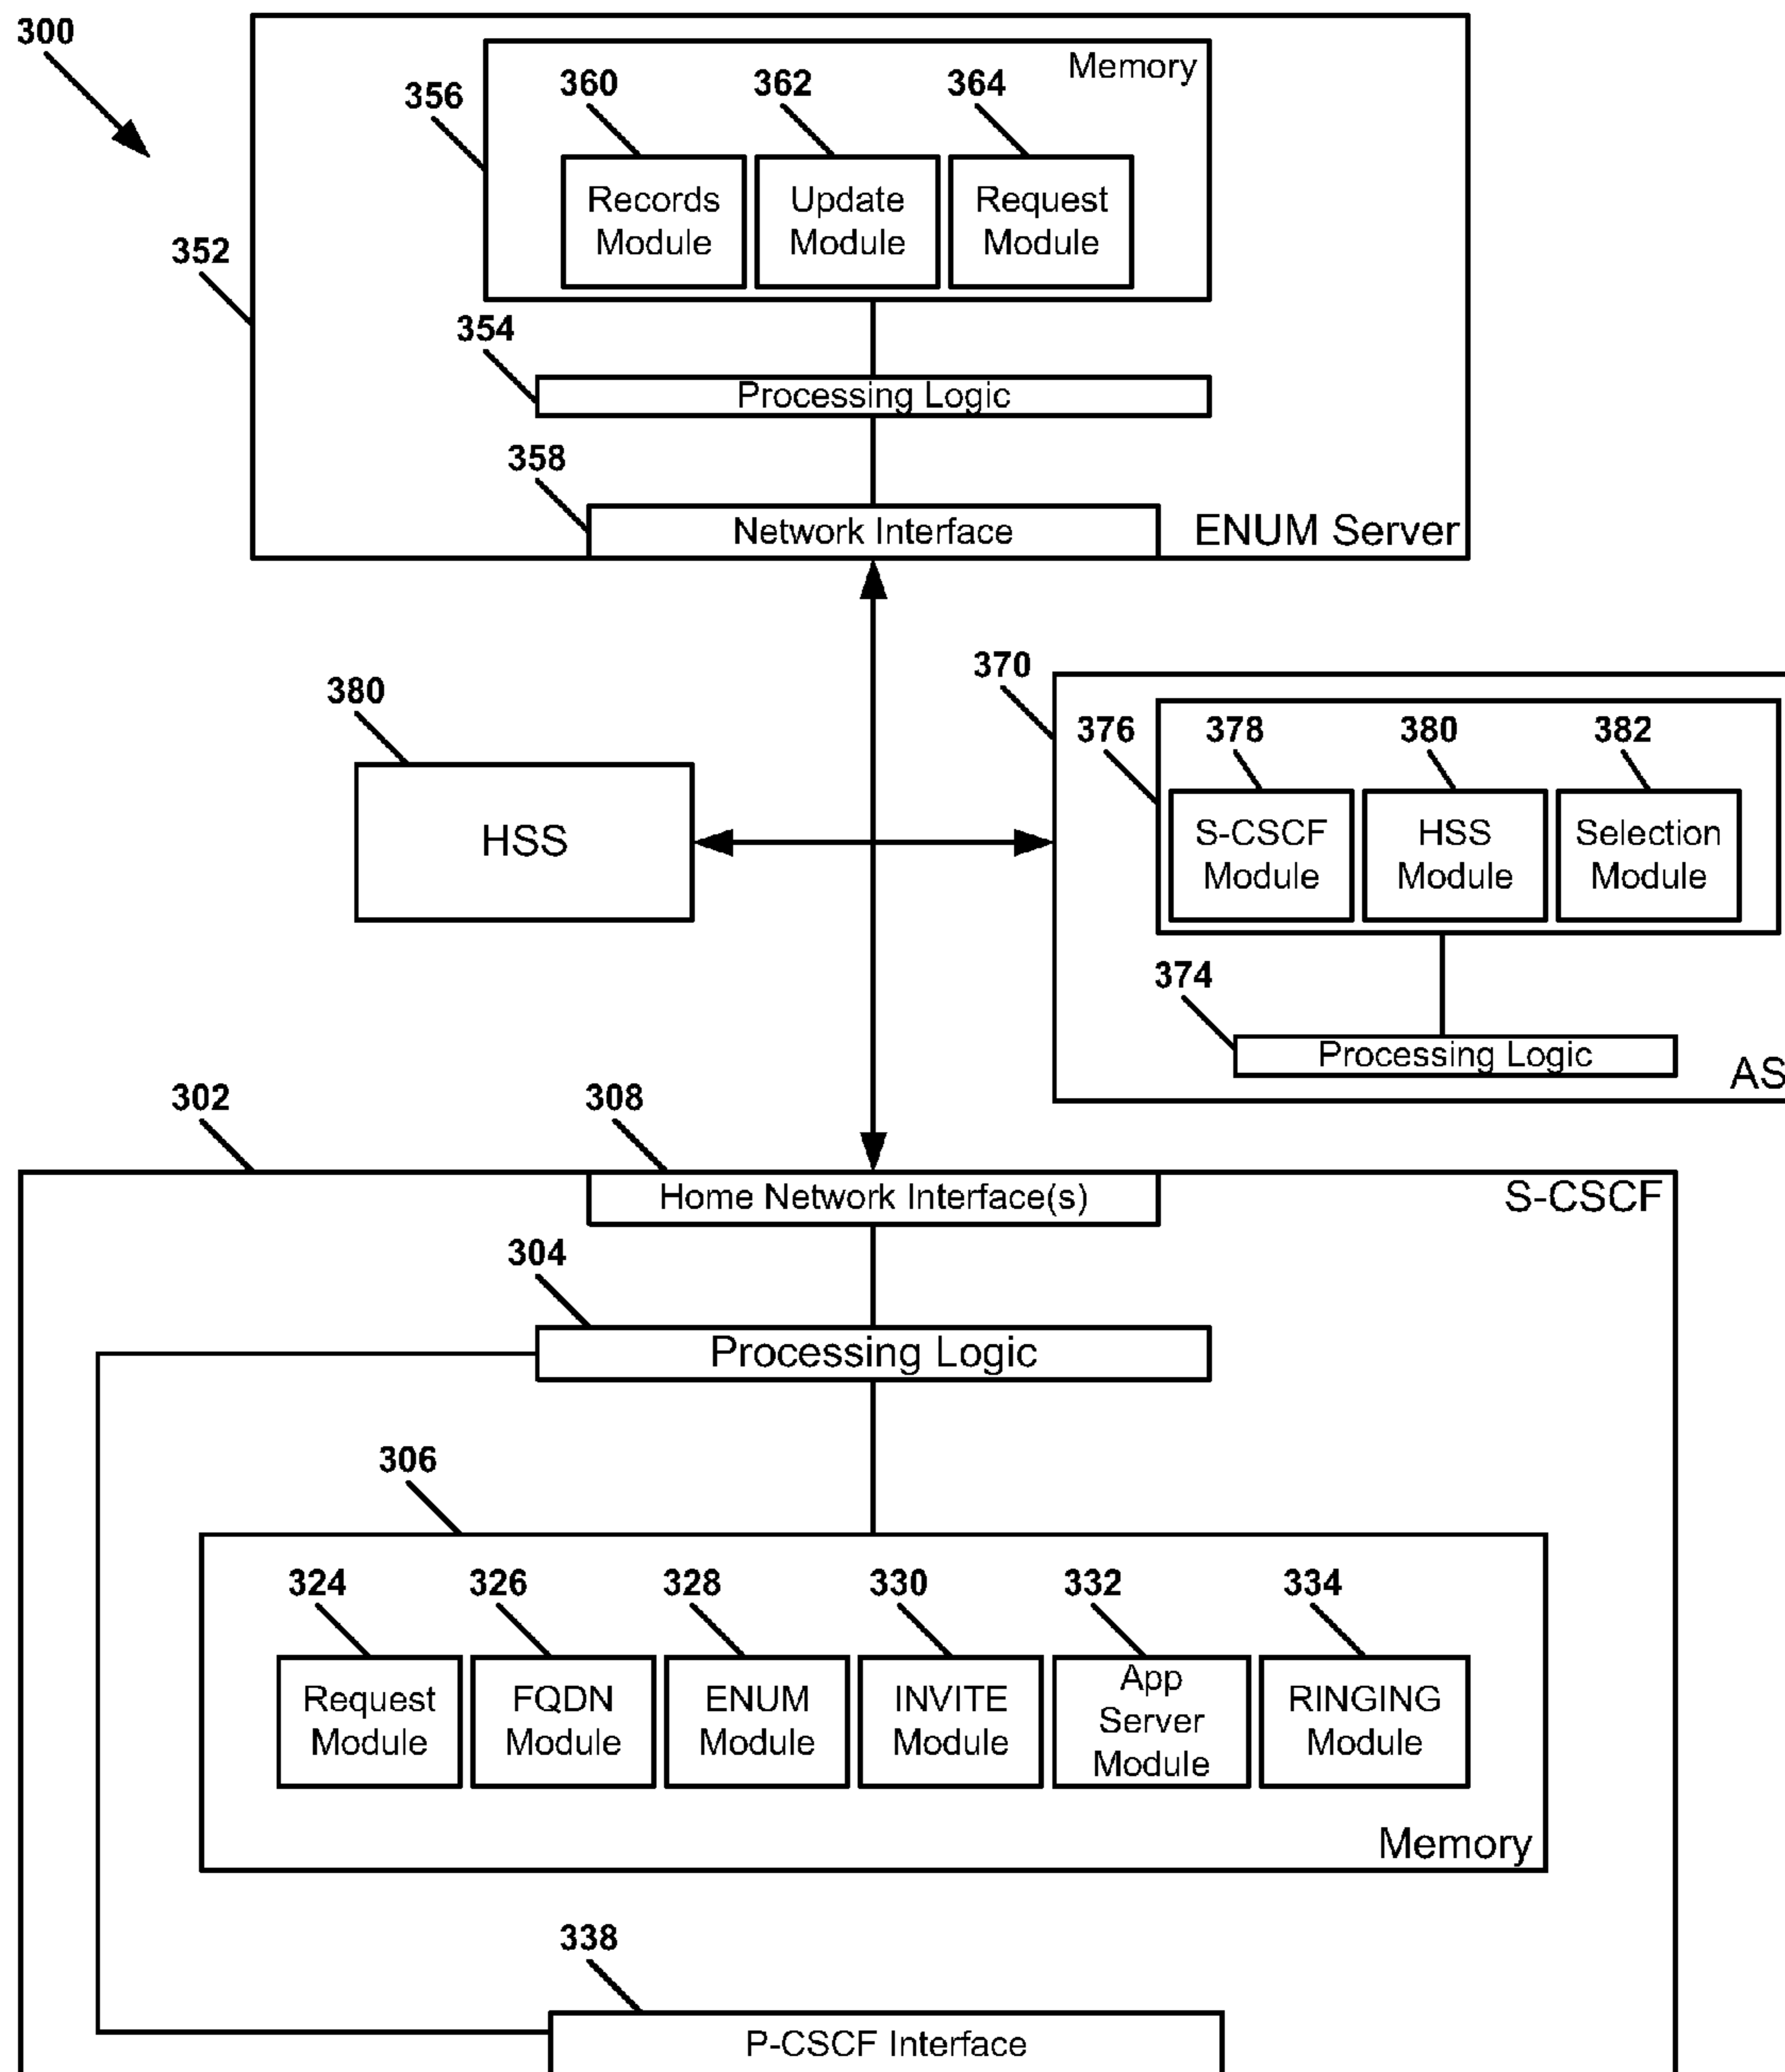 300
Memory
356
360
362
364
Records
Module
Update
Module
Request
Module
352
354
Processing Logic
358
Network Interface
ENUM Server
380
HSS
370
376
378
380
382
S-CSCF
Module
HSS
Module
Selection
Module
374
Processing Logic
AS
302
308
Home Network Interface(s)
S-CSCF
304
Processing Logic
306
324
326
328
330
332
334
Request
Module
FQDN
Module
ENUM
Module
INVITE
Module
App
Server
Module
RINGING
Module
Memory
338
P-CSCF Interface